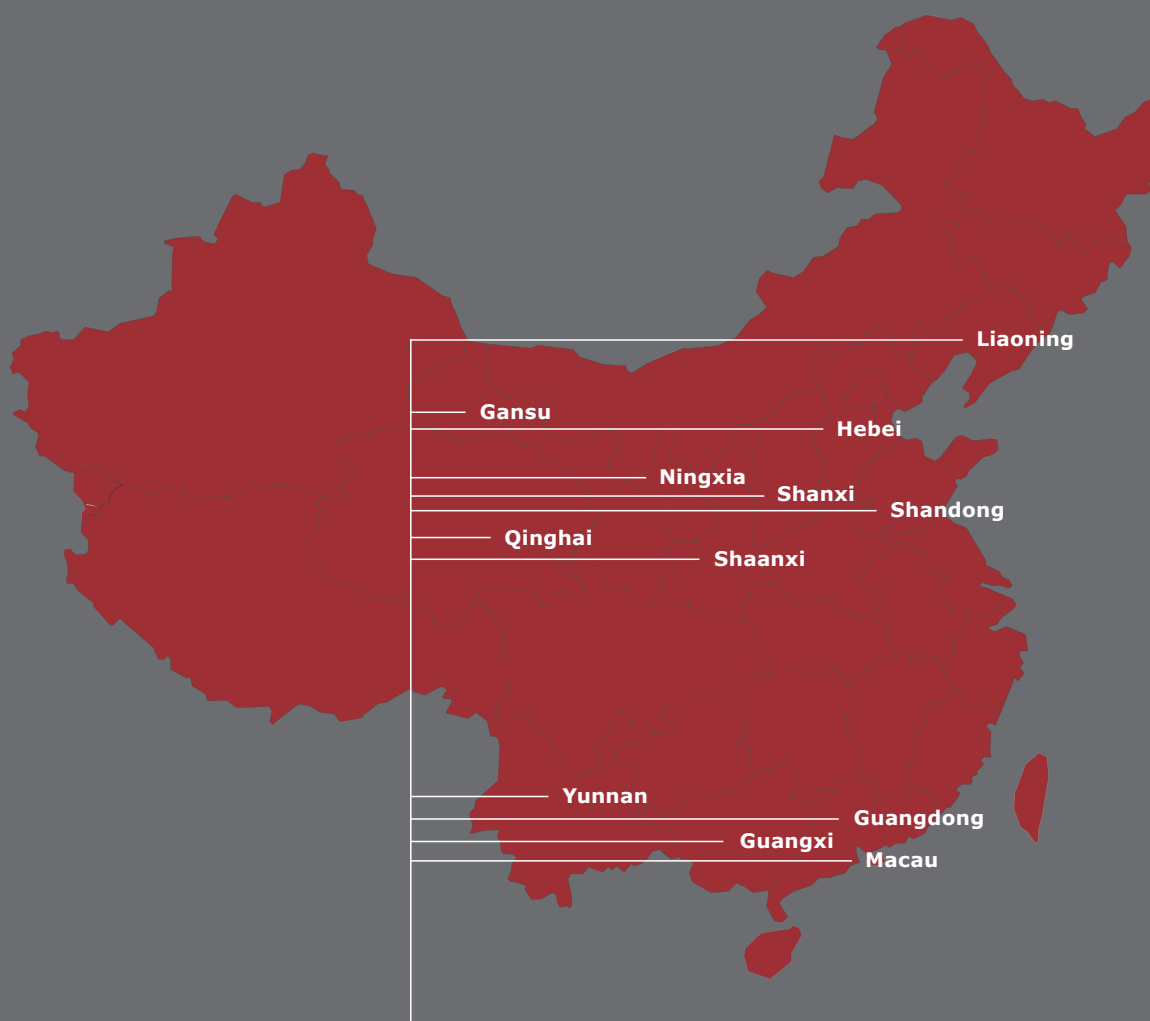 Liaoning
Gansu
Hebei
Ningxia
Shanxi
Shandong
Qinghai
Shaanxi
Yunnan
Guangdong
Guangxi
Macau